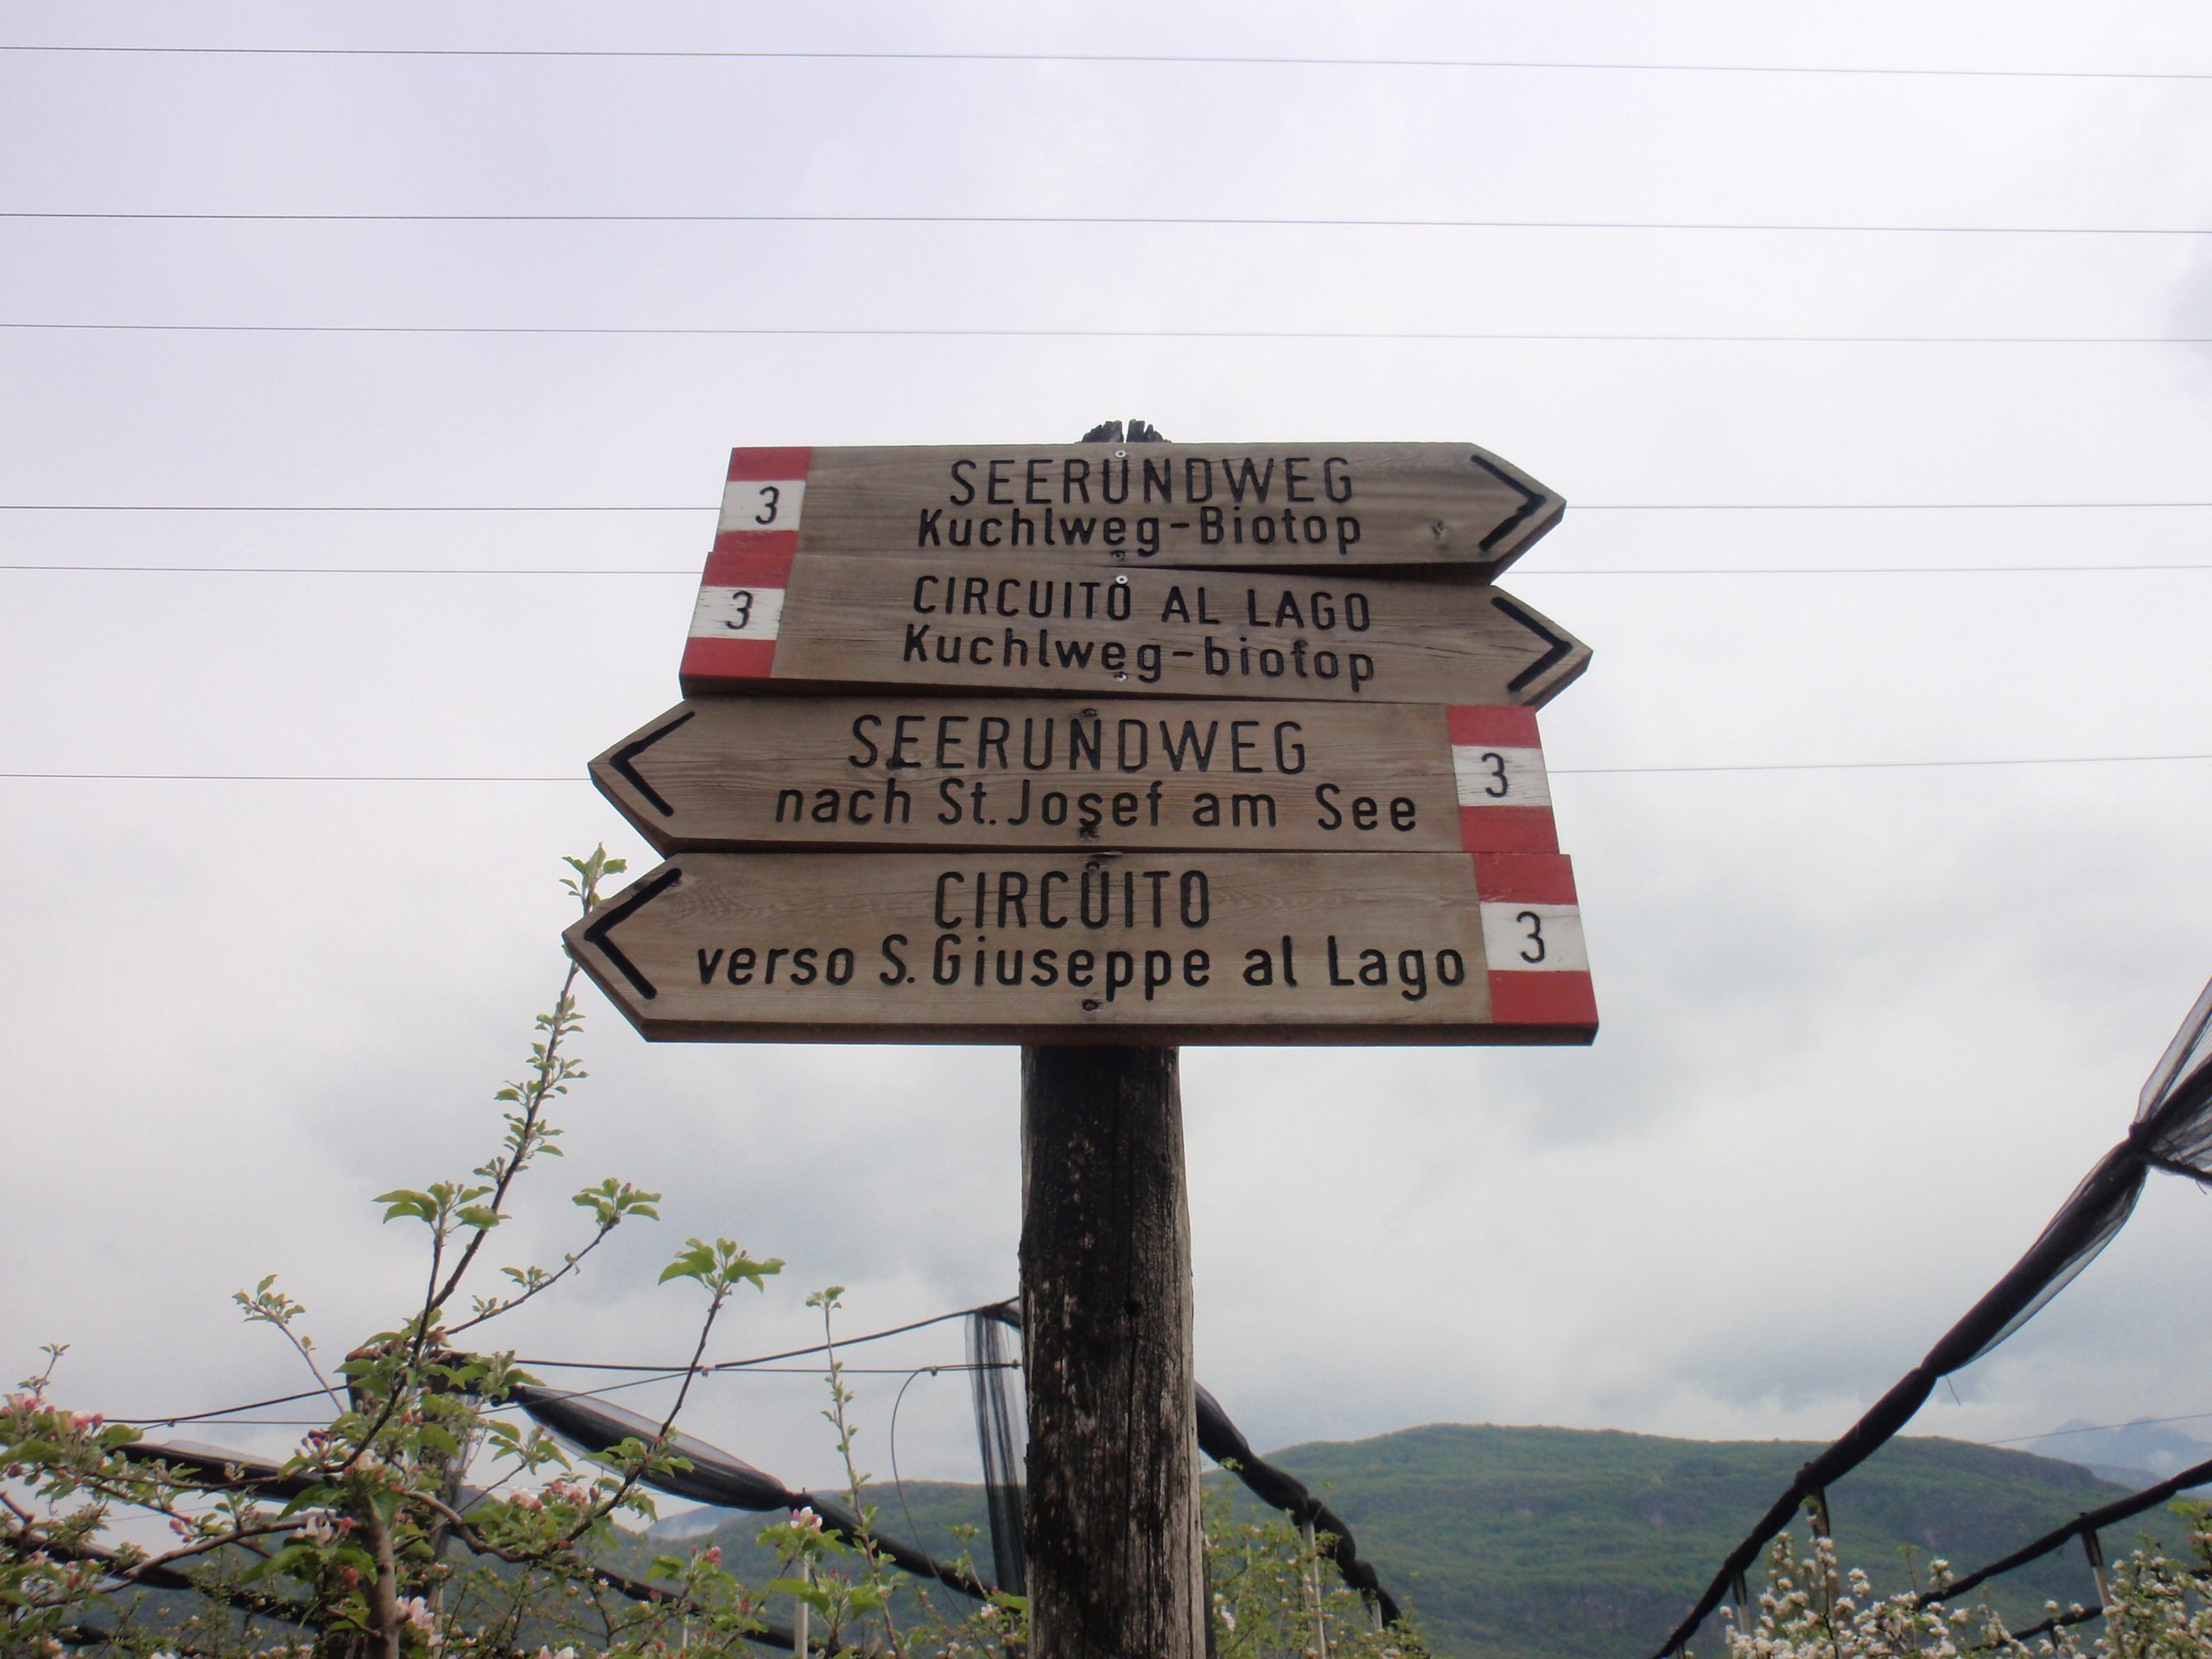 3
SEERUNDWEG
Kuchlweg-Biotop
3
CIRCUITO AL LAGO
Kuchlweg-biotop
SEERUNDWEG
nach St. Josef am See
3
CIRCUITO
verso S. Giuseppe al Lago
3